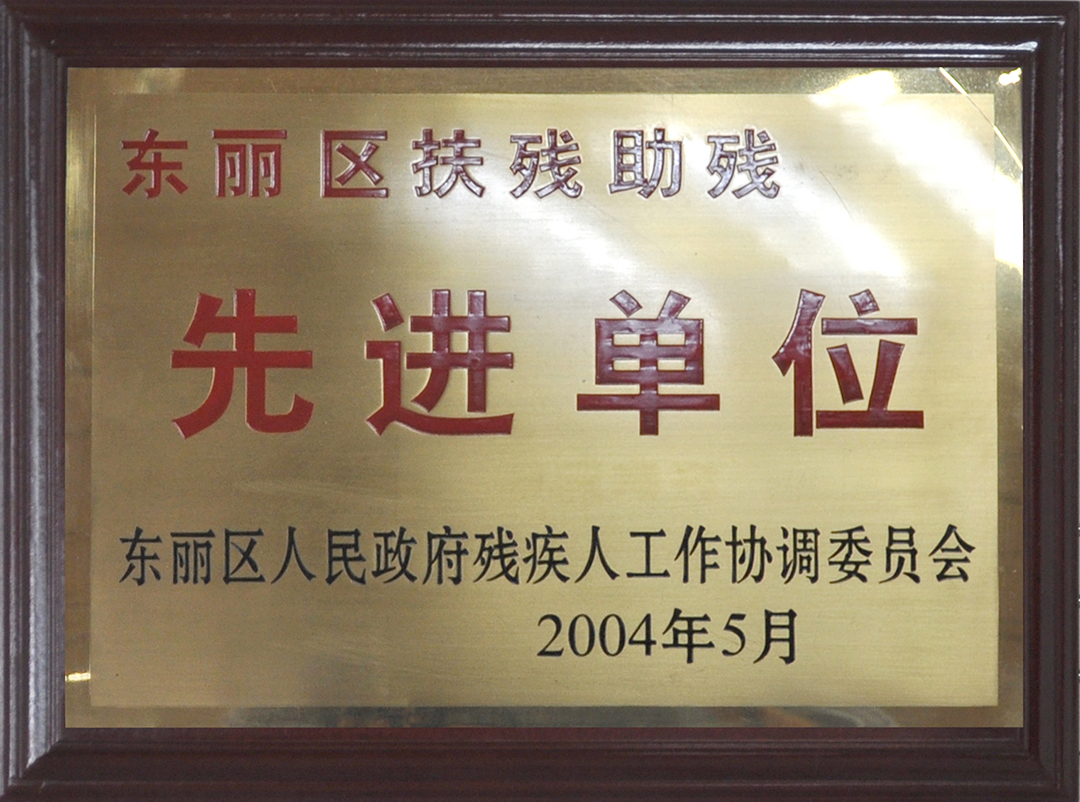 东丽区扶残助残
先进单位
东丽区人民政府残疾人工作协调委员会
2004年5月